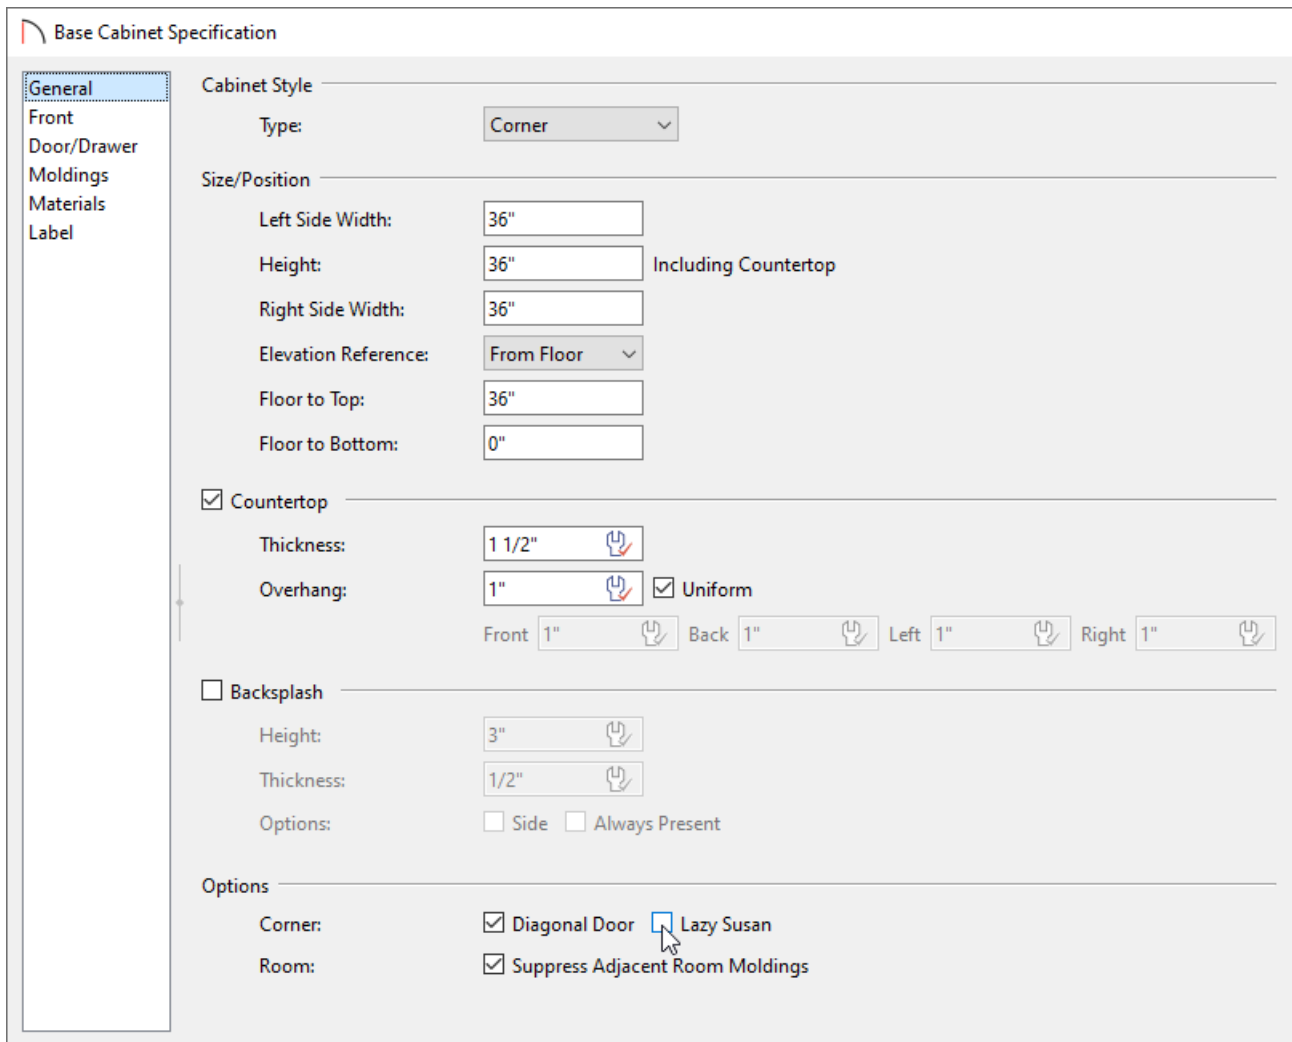 Base Cabinet Specification
General
Front
Door/Drawer
Moldings
Materials
Label
Cabinet Style
Type: Corner
Size/Position
Left Side Width: 36"
Height: 36" Including Countertop
Right Side Width: 36"
Elevation Reference: From Floor
Floor to Top: 36"
Floor to Bottom: 0"
Countertop
Thickness: 1 1/2"
Overhang: 1" Uniform
Front 1" Back 1" Left 1" Right 1"
Backsplash
Height: 3"
Thickness: 1/2"
Options: Side Always Present
Options
Corner: Diagonal Door Lazy Susan
Room: Suppress Adjacent Room Moldings